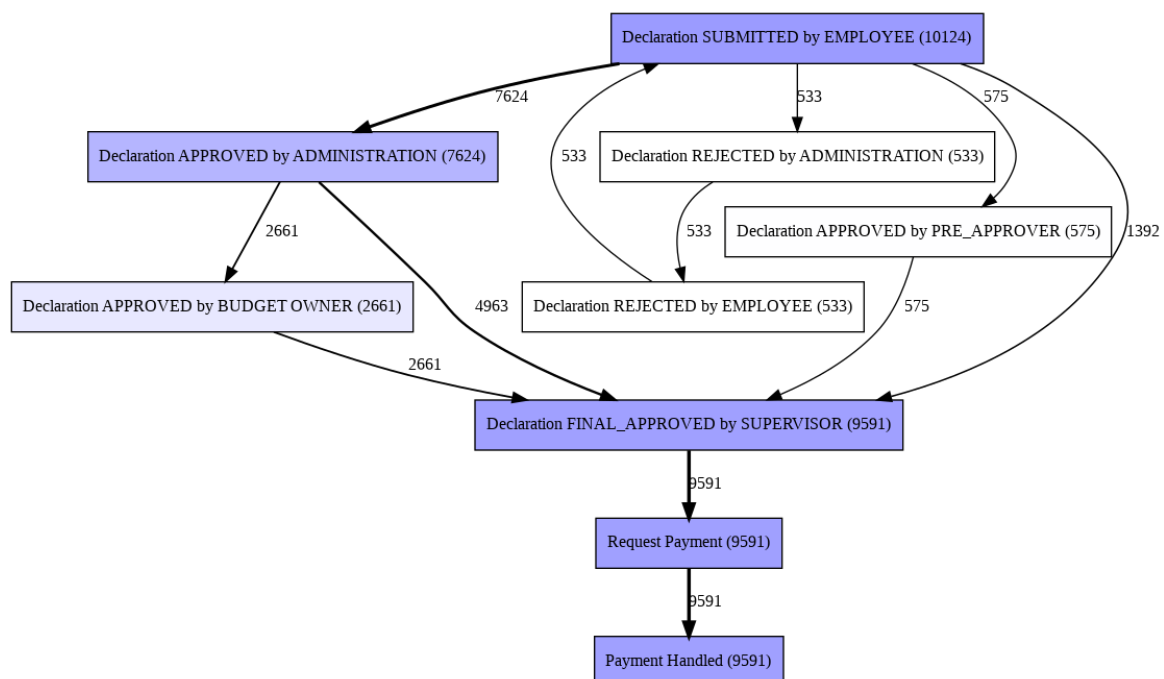 Declaration SUBMITTED by EMPLOYEE (10124)
7624
533
575
Declaration APPROVED by ADMINISTRATION (7624)
533
Declaration REJECTED by ADMINISTRATION (533)
2661
533
Declaration APPROVED by PRE_APPROVER (575)
1392
Declaration APPROVED by BUDGET OWNER (2661)
4963
Declaration REJECTED by EMPLOYEE (533)
575
2661
Declaration FINAL_APPROVED by SUPERVISOR (9591)
9591
Request Payment (9591)
9591
Payment Handled (9591)